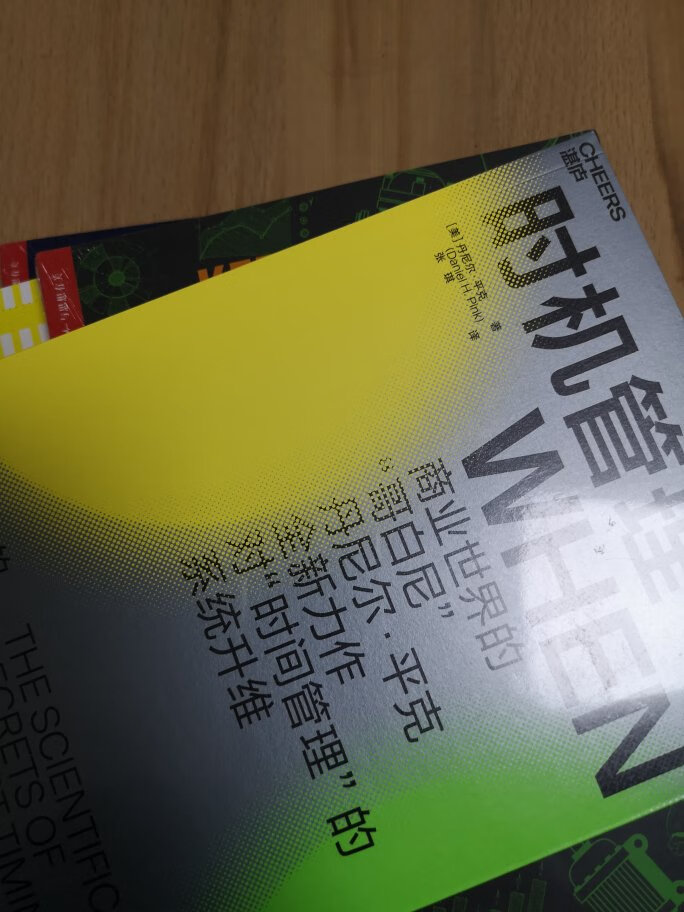 CHEERS
湛庐
时机管理
WHEN
[美] 丹尼尔·平克 著
(Daniel H. Pink)
张琪 译
商业世界的
“哥白尼”
丹尼尔·平克
全新力作
对“时间管理”的
系统升维
THE SCIENTIFIC
SECRETS OF